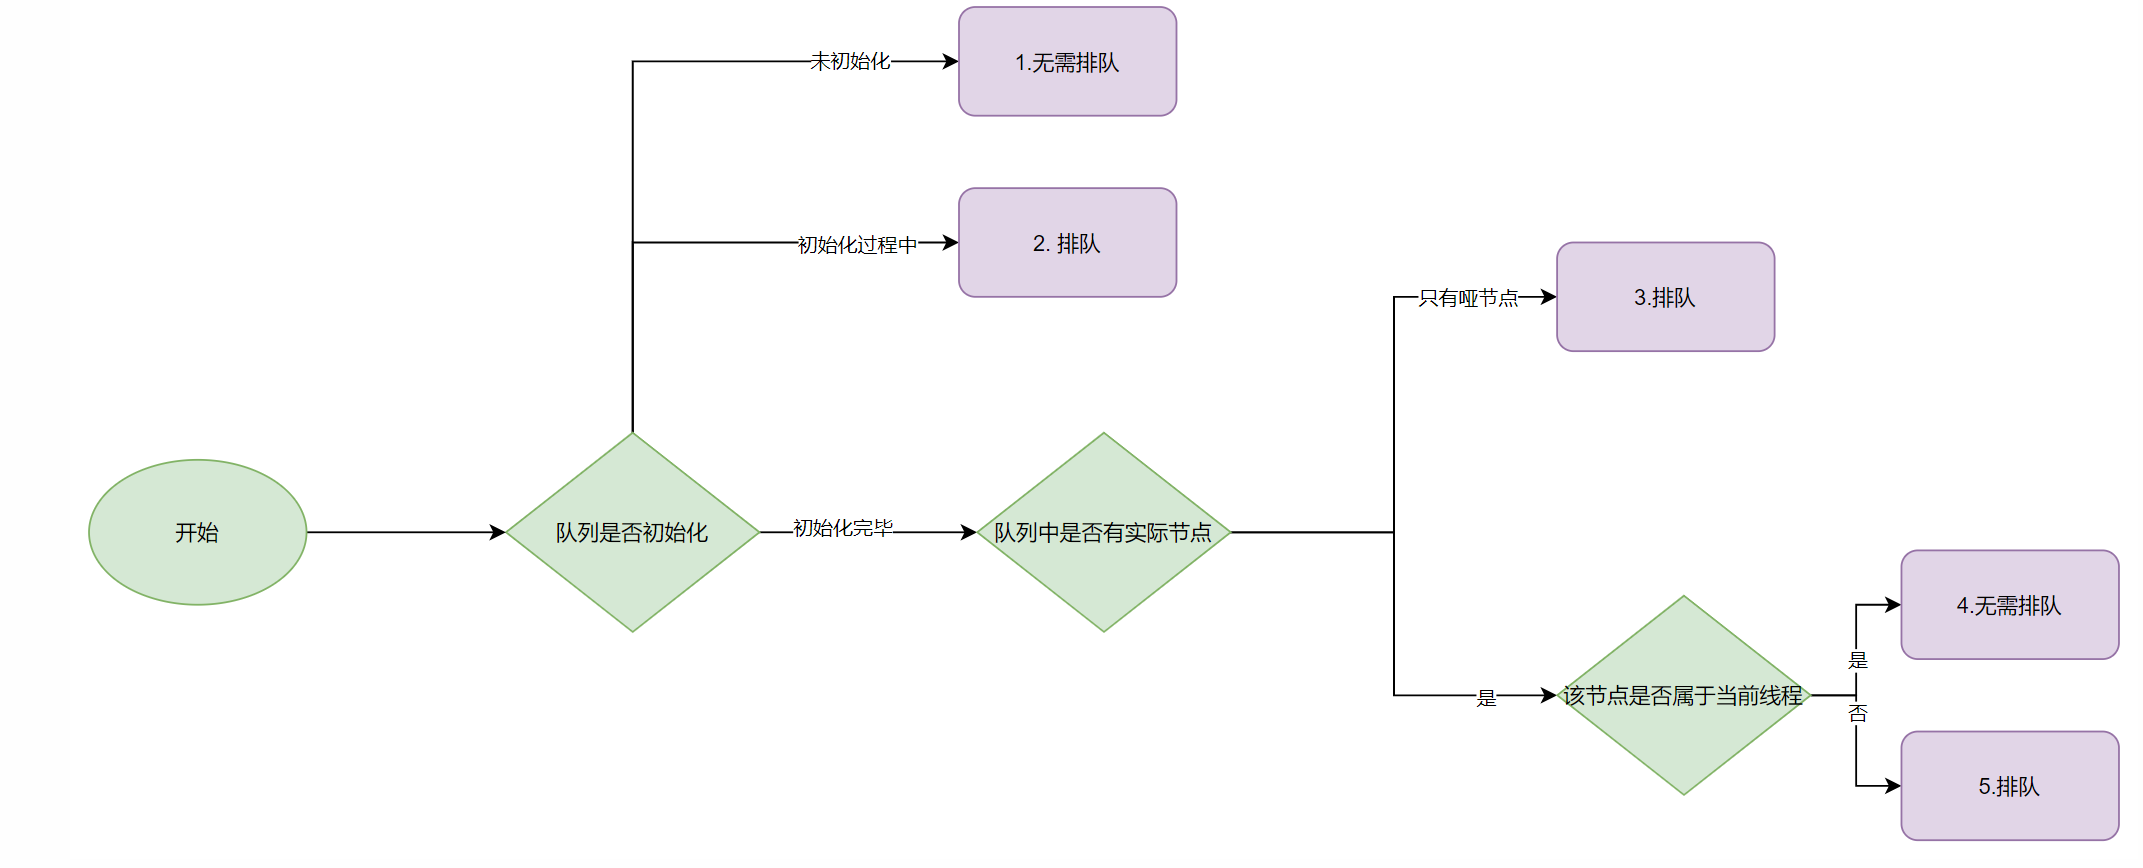 未初始化
1.无需排队
初始化过程中
2. 排队
只有哑节点
3.排队
开始
队列是否初始化
初始化完毕
队列中是否有实际节点
是
该节点是否属于当前线程
是
4.无需排队
否
5.排队